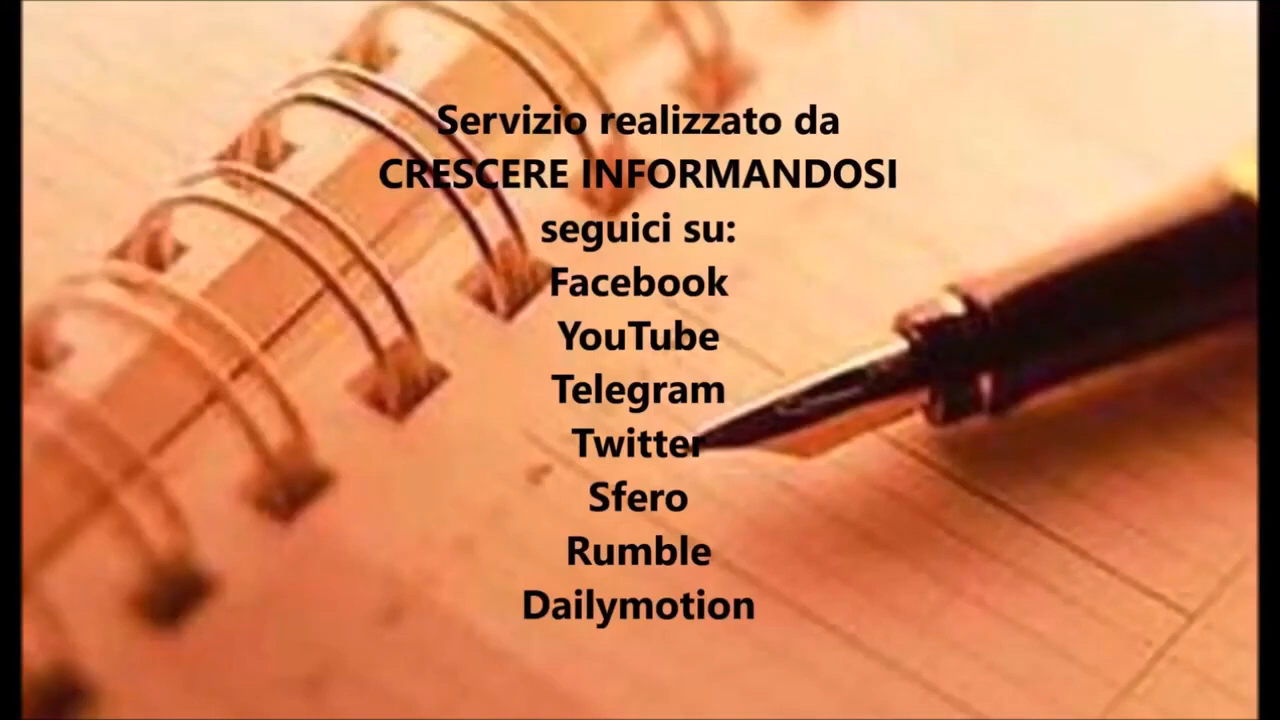 Servizio realizzato da
CRESCERE INFORMANDOSI
seguici su:
Facebook
YouTube
Telegram
Twitter
Sfero
Rumble
Dailymotion